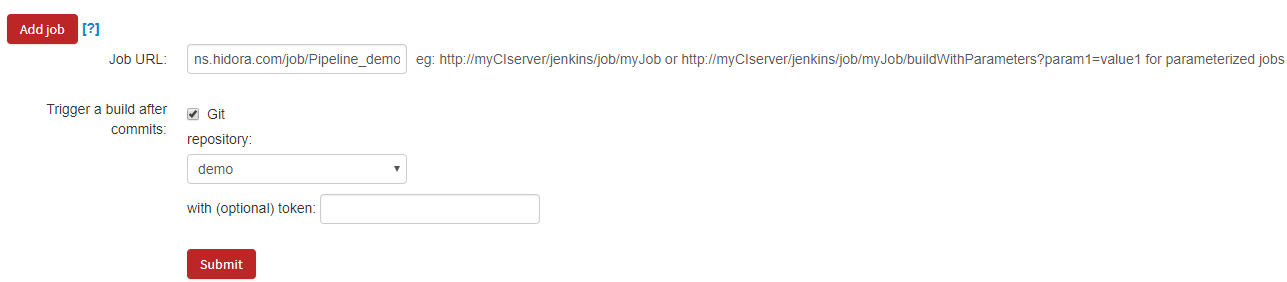 Add job [?]
Job URL: ns.hidora.com/job/Pipeline_demo eg: http://myCIserver/jenkins/job/myJob or http://myCIserver/jenkins/job/myJob/buildWithParameters?param1=value1 for parameterized jobs
Trigger a build after
commits:
Git
repository:
demo
with (optional) token:
Submit